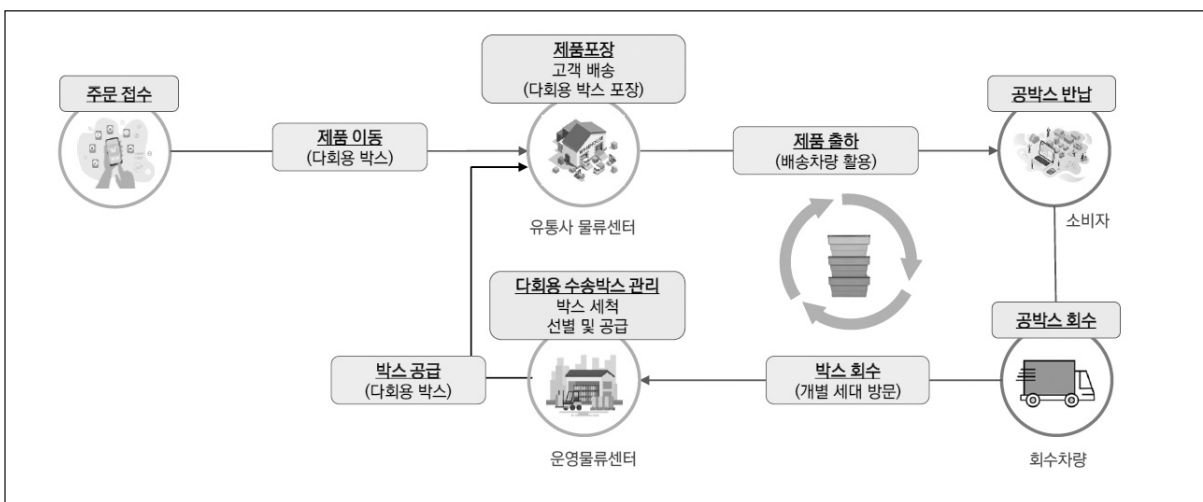 주문 접수
제품 이동
(다회용 박스)
제품포장
고객 배송
(다회용 박스 포장)
유통사 물류센터
제품 출하
(배송차량 활용)
공박스 반납
소비자
공박스 회수
회수차량
박스 회수
(개별 세대 방문)
다회용 수송박스 관리
박스 세척
선별 및 공급
운영물류센터
박스 공급
(다회용 박스)